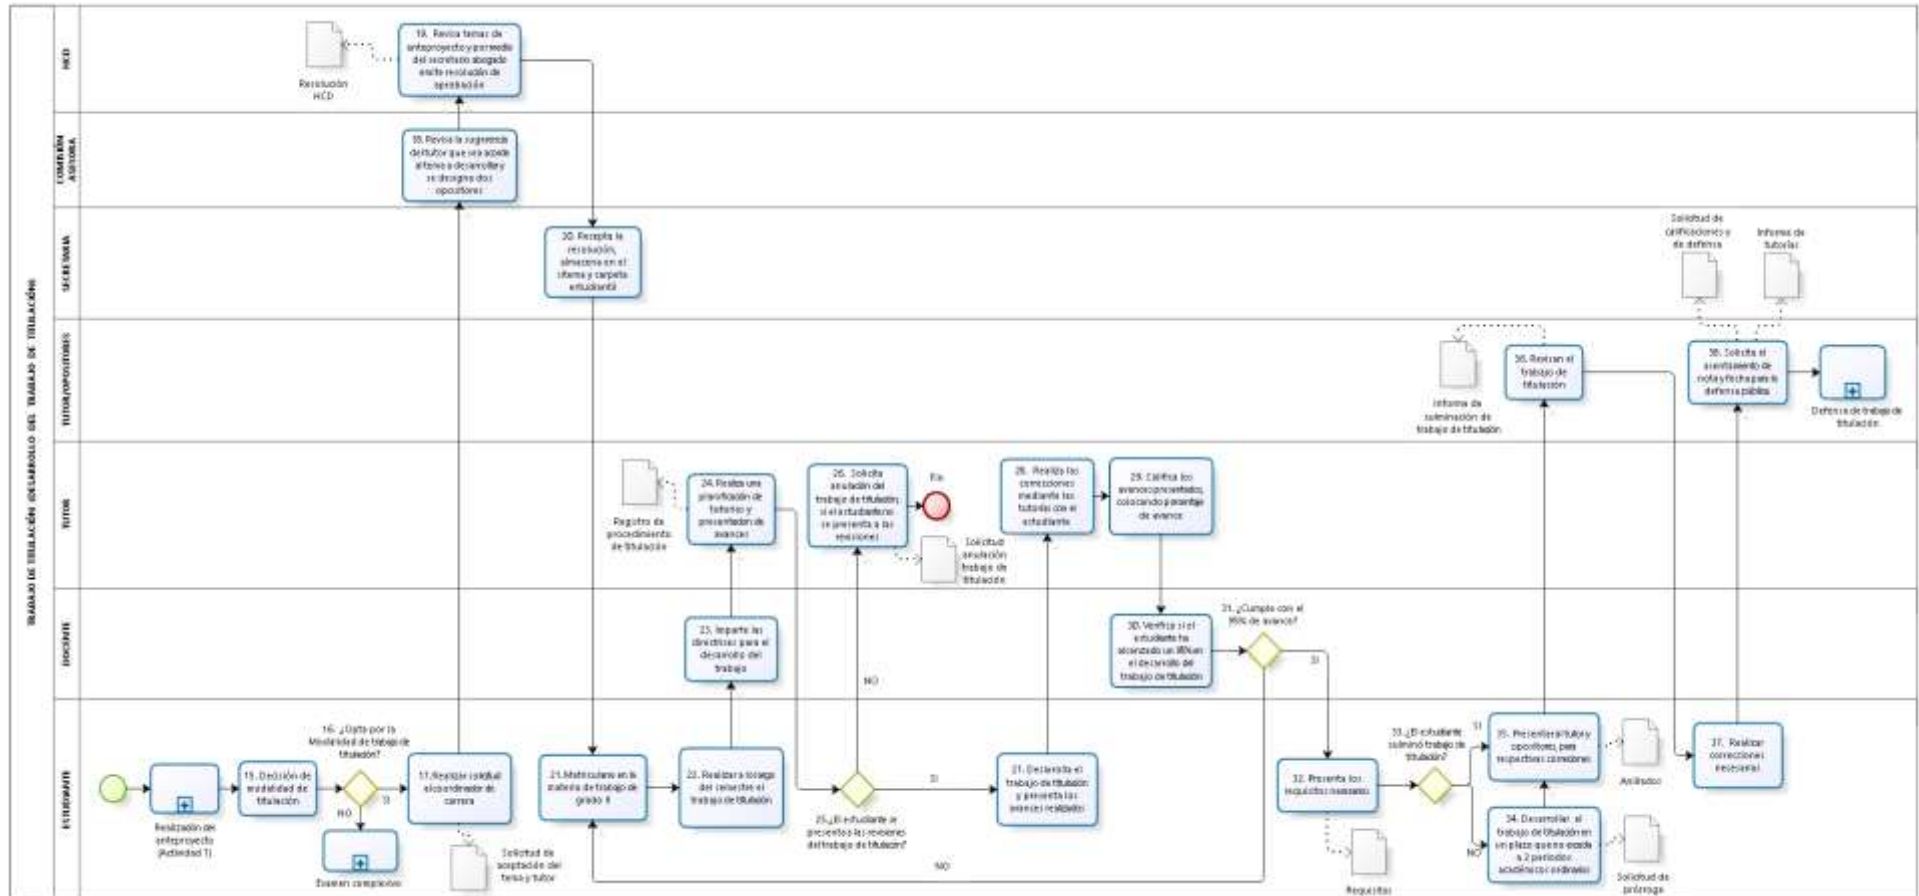 TRABAJO DE TITULACIÓN (DESARROLLO DEL TRABAJO DE TITULACIÓN)
HCD
COMISIÓN
ASESORA
SECRETARIA
TUTOR/OPOSITORES
TUTOR
DOCENTE
ESTUDIANTE
Resolución
HCD
19. Revisa temas de
anteproyecto y por medio
del secretario abogado
emite resolución de
aprobación
18. Revisa la sugerencia
del tutor que sea acorde
al tema a desarrollar y
se designa dos
opositores
20. Recepta la
resolución,
almacena en el
sistema y carpeta
estudiantil
Solicitud de
calificaciones y
de defensa
Informe de
tutorías
Informe de
culminación de
trabajo de titulación
36. Revisan el
trabajo de
titulación
38. Solicita el
asentamiento de
nota y fecha para la
defensa pública
Defensa de trabajo de
titulación
Registro de
procedimiento
de titulación
24. Realiza una
planificación de
tutorías y
presentación de
avances
26. Solicita
anulación del
trabajo de titulación,
si el estudiante no
se presenta a las
revisiones
Fin
Solicitud
anulación
trabajo de
titulación
28. Realiza las
correcciones
mediante las
tutorías con el
estudiante
29. Califica los
avances presentados,
colocando porcentaje
de avance
23. Imparte las
directrices para el
desarrollo del
trabajo
NO
30. Verifica si el
estudiante ha
alcanzado un en
el desarrollo del
trabajo de titulación
31. ¿Cumple con el
de avance?
SI
Realización del
anteproyecto
(Actividad 1)
15. Decisión de
modalidad de
titulación
16. ¿Opta por la
Modalidad de trabajo de
titulación?
SI
NO
Examen complexivo
17. Realizar solicitud
al coordinador de
carrera
Solicitud de
aceptación del
tema y tutor
21. Matricularse en la
materia de trabajo de
grado II
22. Realizar a lo largo
del semestre el
trabajo de titulación
25. ¿El estudiante se
presenta a las revisiones
del trabajo de titulación?
SI
Desarrolla el
trabajo de titulación
y presenta los
avances realizados
NO
32. Presenta los
requisitos necesarios
Requisitos
33. ¿El estudiante
culminó trabajo de
titulación?
SI
NO
35. Presentar al tutor y
opositores, para
respectivas correcciones
Anillados
34. Desarrollar el
trabajo de titulación en
un plazo que no exceda
a 2 periodos
académicos ordinarios
Solicitud de
prórroga
37. Realizar
correcciones
necesarias